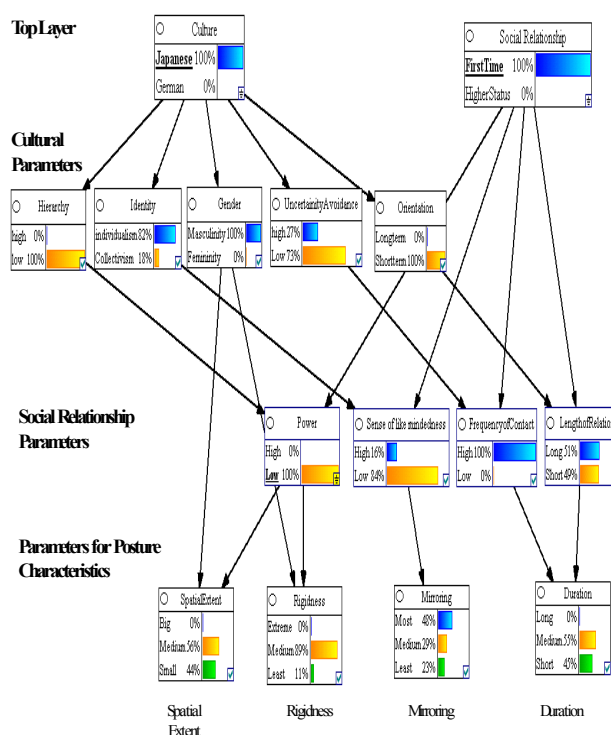 Top Layer
Culture
Japanese 100%
German 0%
Social Relationship
FirstTime 100%
HigherStatus 0%
Cultural
Parameters
Hierarchy
high 0%
low 100%
Identity
individualism 82%
Collectivism 18%
Gender
Masculinity 100%
Femininity 0%
UncertainityAvoidance
high 27%
Low 73%
Orientation
Longterm 0%
Shortterm 100%
Social Relationship
Parameters
Power
High 0%
Low 100%
Sense of like mindedness
High 16%
Low 84%
FrequencyofContact
High 100%
Low 0%
LengthofRelation
Long 51%
Short 49%
Parameters for Posture
Characteristics
SpatialExtent
Big 0%
Medium 56%
Small 44%
Rigidness
Extreme 0%
Medium 89%
Least 11%
Mirroring
Most 48%
Medium 29%
Least 23%
Duration
Long 0%
Medium 55%
Short 45%
Spatial
Extent
Rigidness
Mirroring
Duration